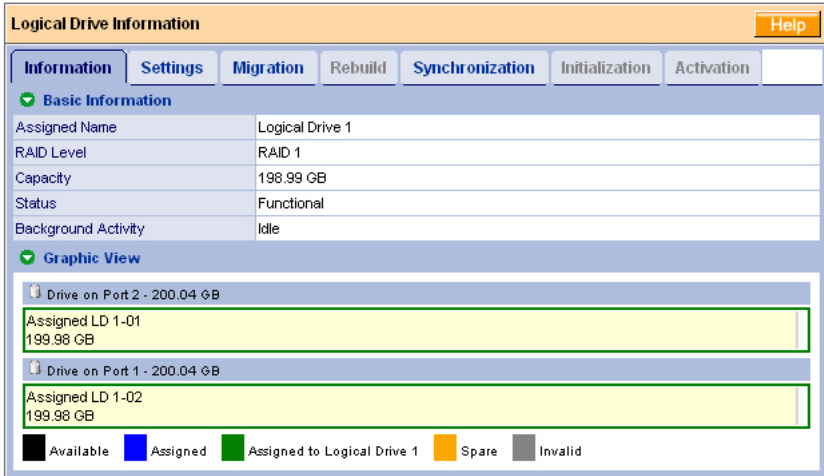 Logical Drive Information Help
Information Settings Migration Rebuild Synchronization Initialization Activation
Basic Information
Assigned Name Logical Drive 1
RAID Level RAID 1
Capacity 198.99 GB
Status Functional
Background Activity Idle
Graphic View
Drive on Port 2 - 200.04 GB
Assigned LD 1-01
199.98 GB
Drive on Port 1 - 200.04 GB
Assigned LD 1-02
199.98 GB
Available Assigned Assigned to Logical Drive 1 Spare Invalid